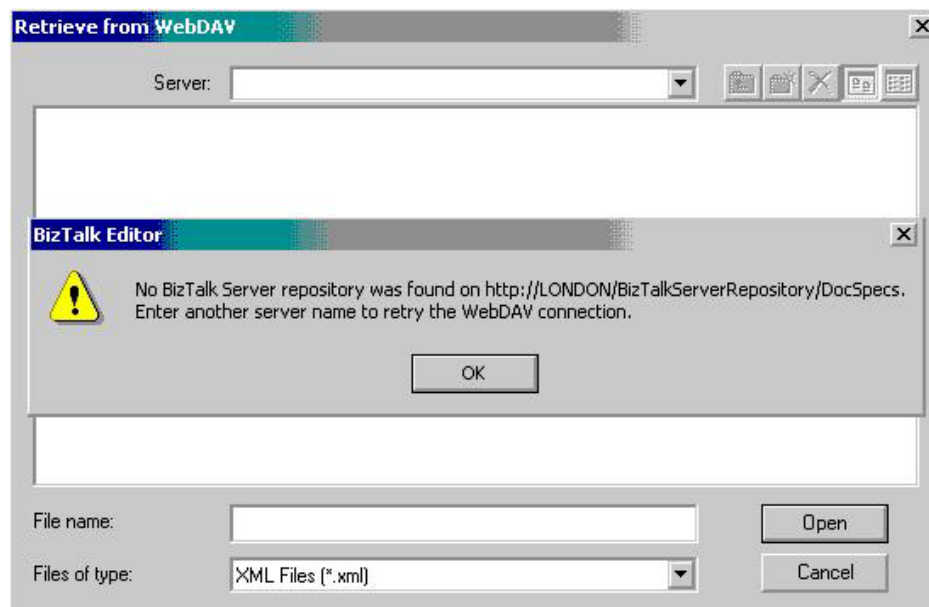 Retrieve from WebDAV
Server:
BizTalk Editor
No BizTalk Server repository was found on http://LONDON/BizTalkServerRepository/DocSpecs.
Enter another server name to retry the WebDAV connection.
OK
File name:
Open
Files of type:
XML Files (*.xml)
Cancel